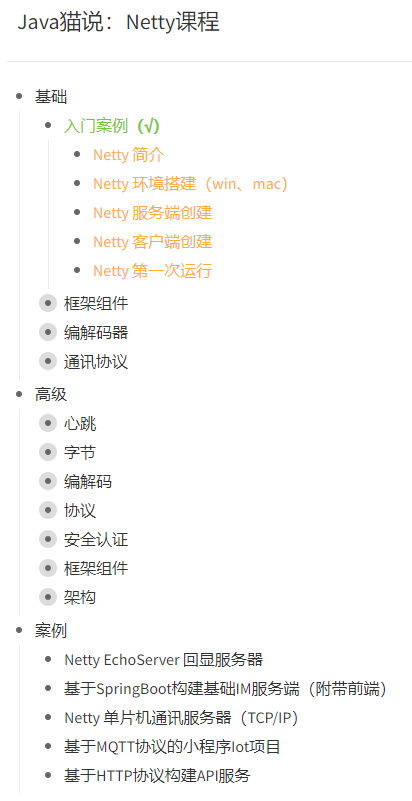 Java猫说：Netty课程
基础
入门案例（√）
Netty 简介
Netty 环境搭建（win、mac）
Netty 服务端创建
Netty 客户端创建
Netty 第一次运行
框架组件
编解码器
通讯协议
高级
心跳
字节
编解码
协议
安全认证
框架组件
架构
案例
Netty EchoServer 回显服务器
基于SpringBoot构建基础IM服务端（附带前端）
Netty 单片机通讯服务器（TCP/IP）
基于MQTT协议的小程序Iot项目
基于HTTP协议构建API服务